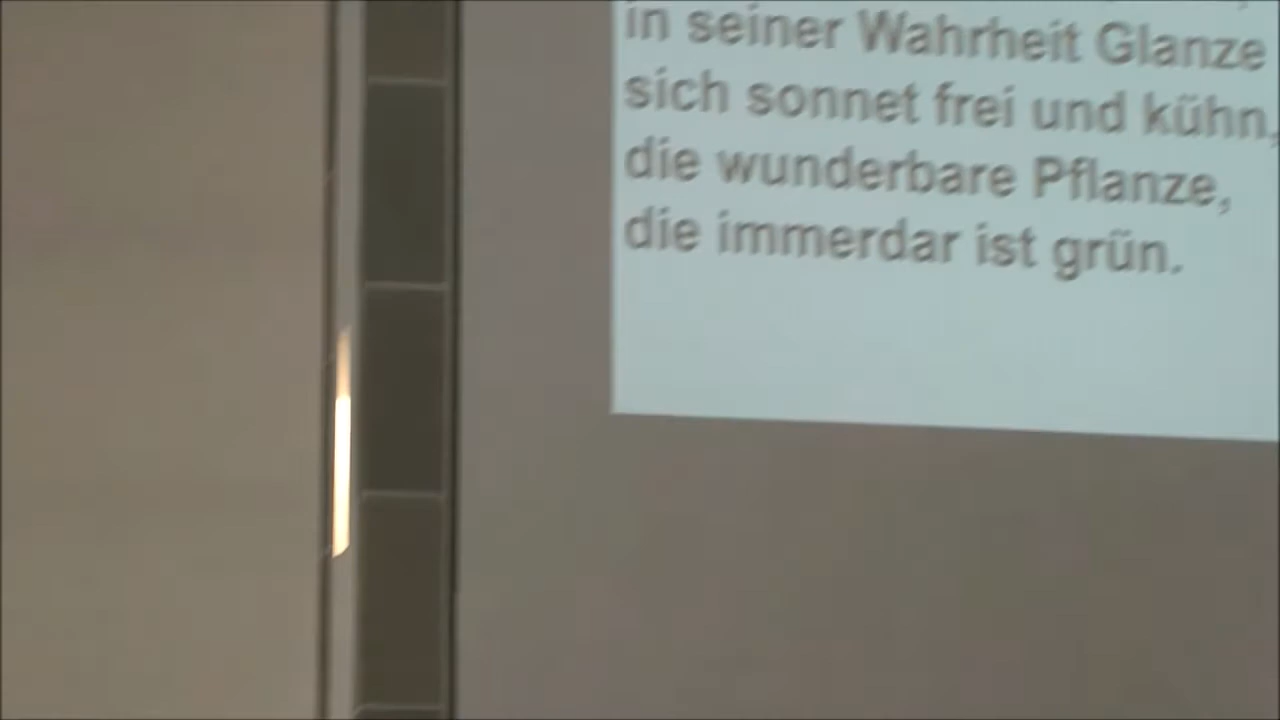 in seiner Wahrheit Glanze
sich sonnet frei und kühn,
die wunderbare Pflanze,
die immerdar ist grün.